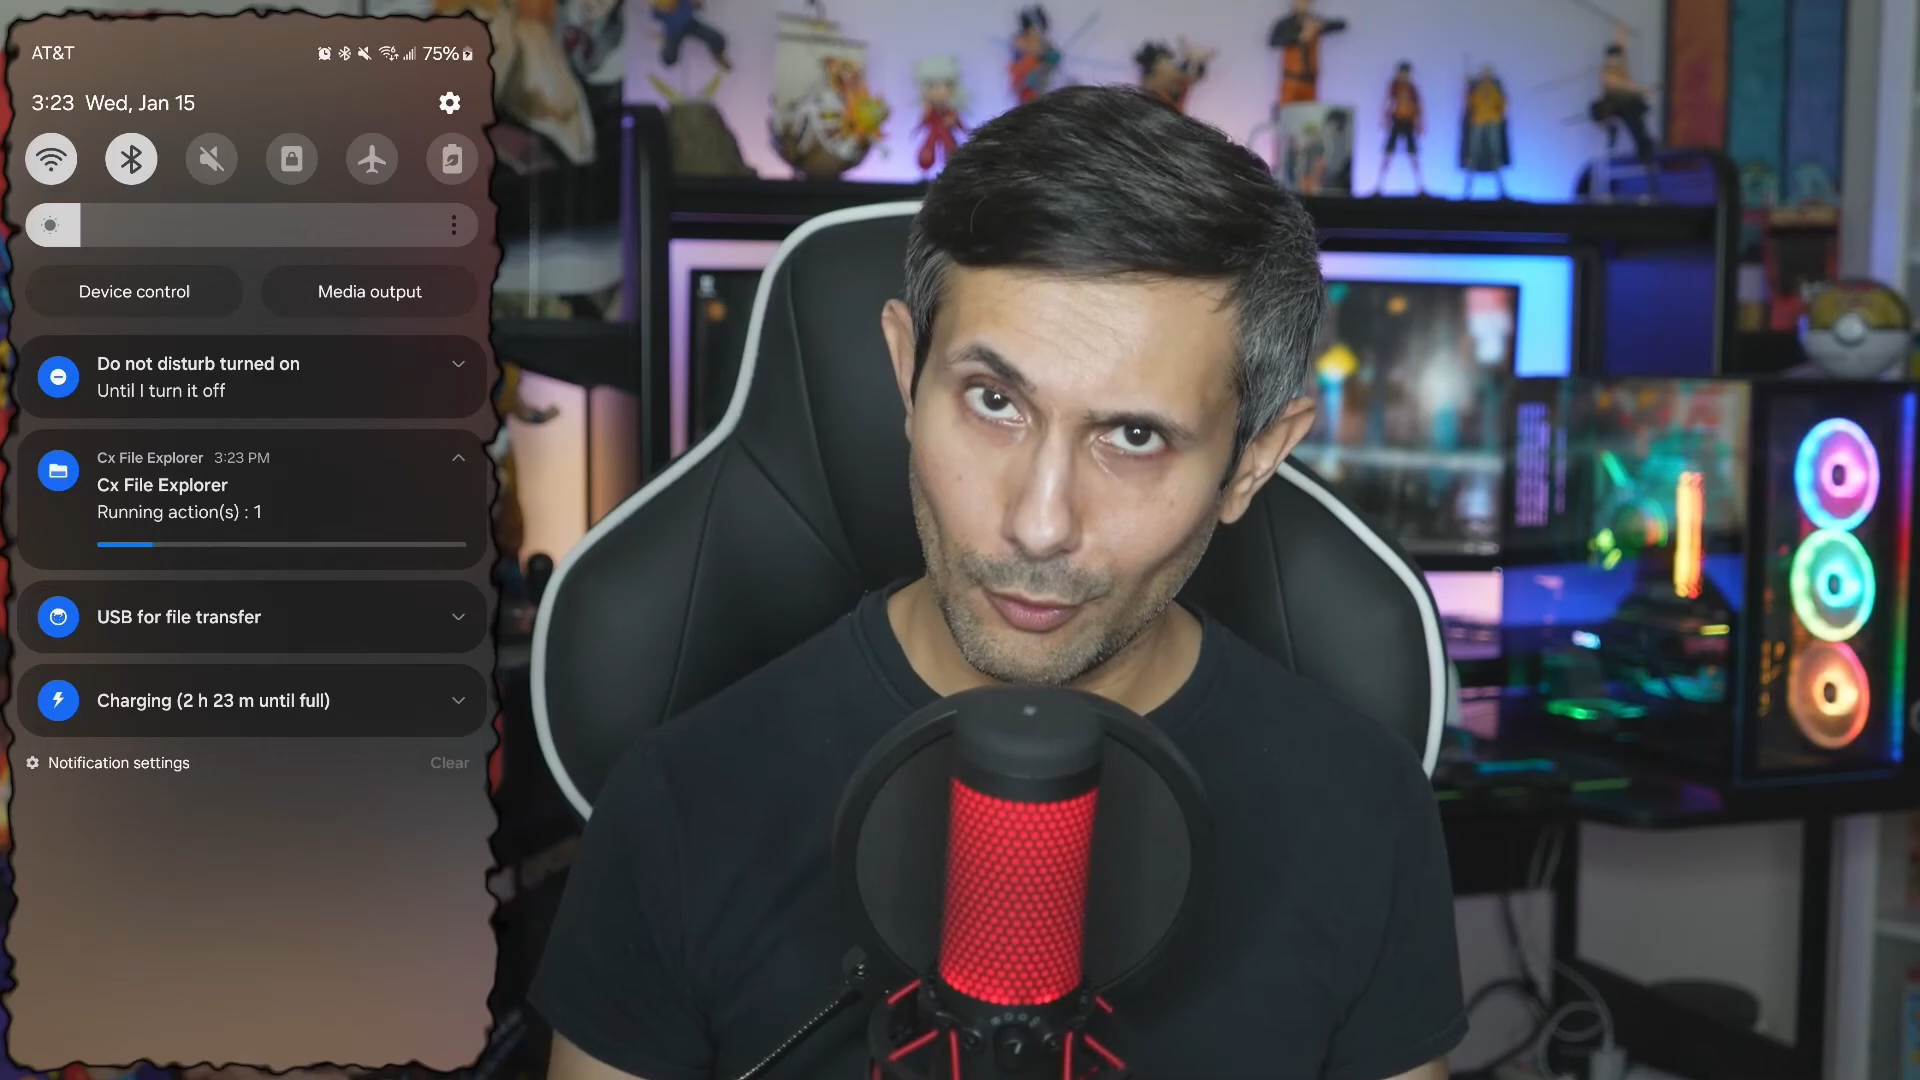 AT&T
75%
3:23 Wed, Jan 15
Device control
Media output
Do not disturb turned on
Until I turn it off
Cx File Explorer 3:23 PM
Cx File Explorer
Running action(s) : 1
USB for file transfer
Charging (2 h 23 m until full)
Notification settings
Clear